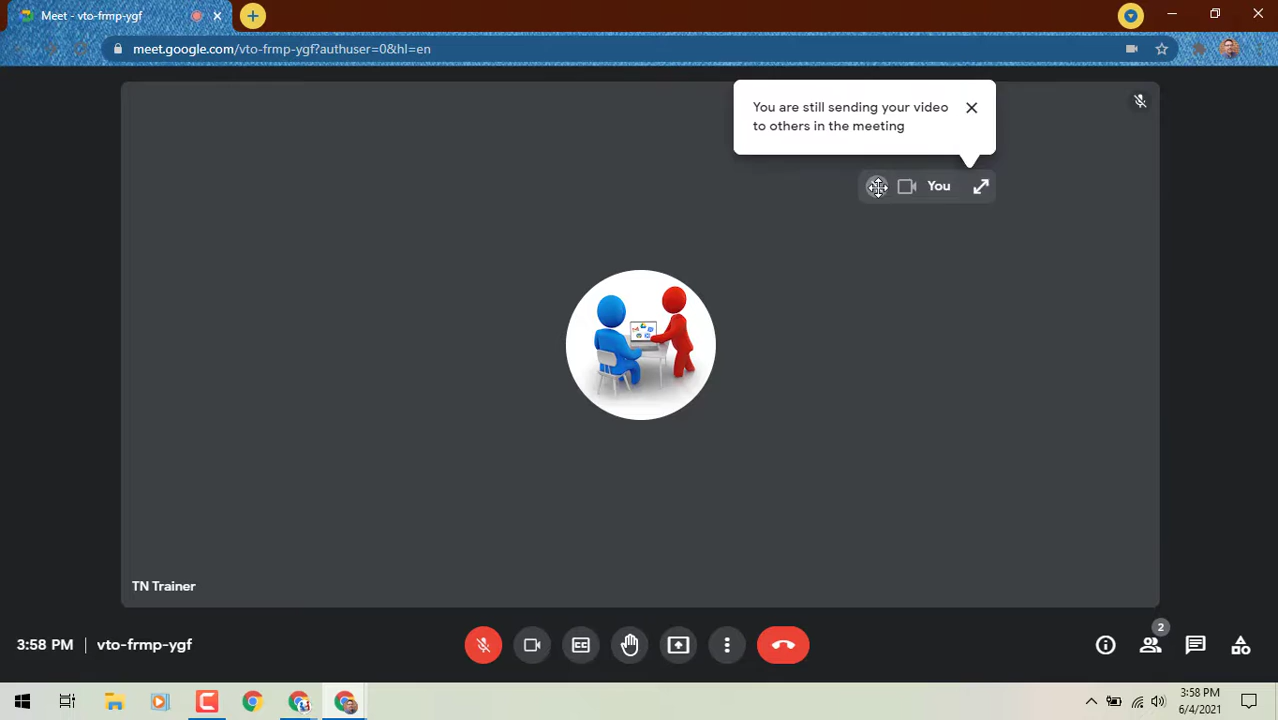 Meet - vto-frmp-ygf
meet.google.com/vto-frmp-ygf?authuser=0&hl=en
You are still sending your video
to others in the meeting
You
TN Trainer
3:58 PM | vto-frmp-ygf
CC
2
3:58 PM
6/4/2021